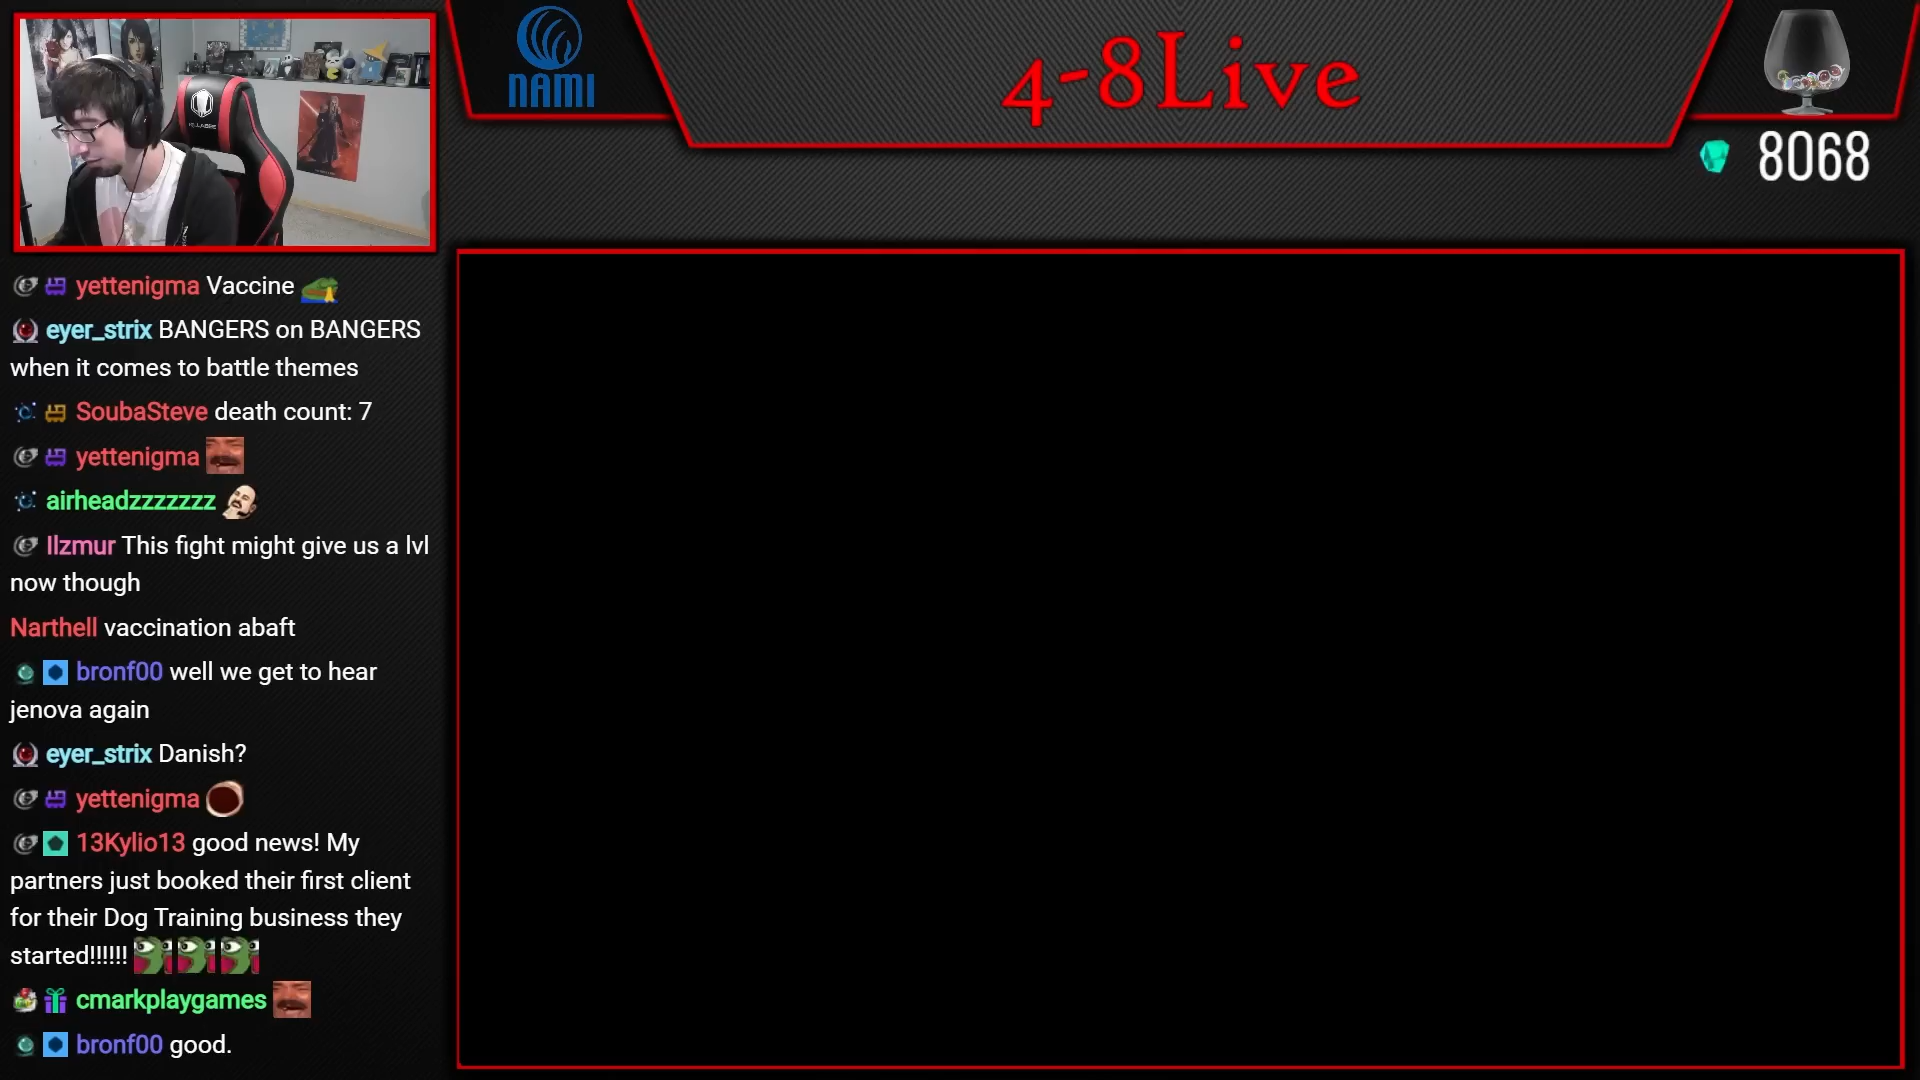 NAMI
4-8Live
8068
yettenigma Vaccine
eyer_strix BANGERS on BANGERS
when it comes to battle themes
SoubaSteve death count: 7
yettenigma
airheadzzzzzzz
Ilzmur This fight might give us a lvl
now though
Narthell vaccination abaft
bronf00 well we get to hear
jenova again
eyer_strix Danish?
yettenigma
13Kylio13 good news! My
partners just booked their first client
for their Dog Training business they
started!!!!!!
cmarkplaygames
bronf00 good.